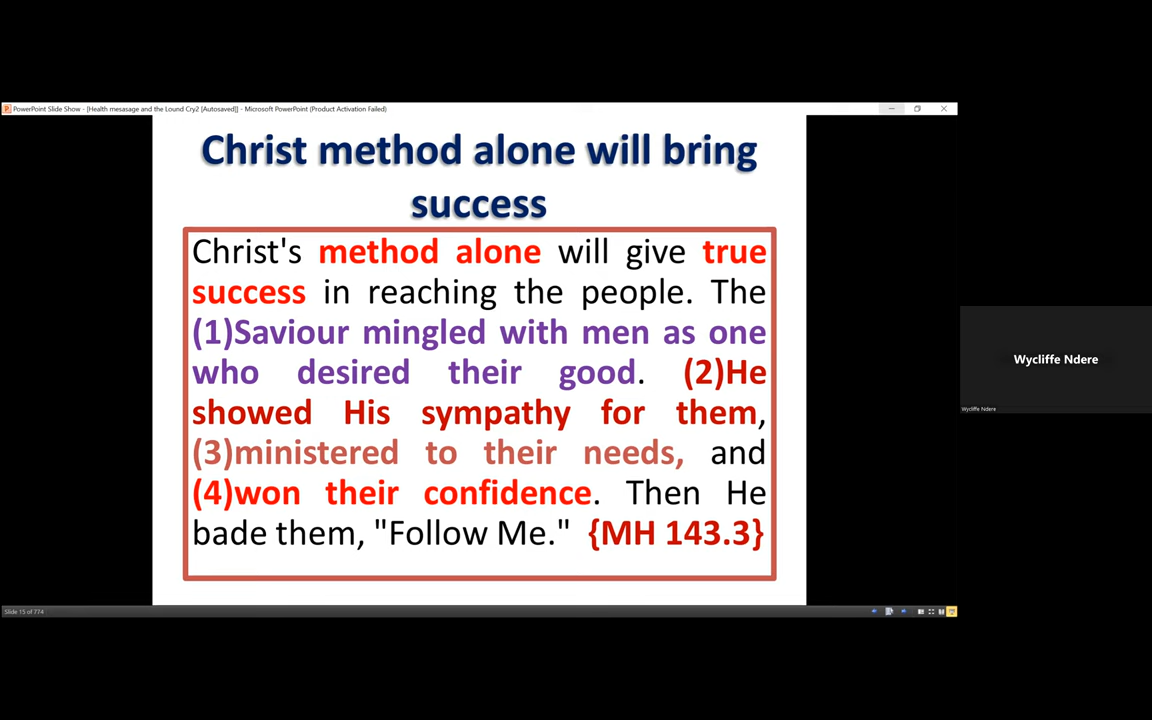 PowerPoint Slide Show - [Health mesasage and the Lound Cry2 [Autosaved]] - Microsoft PowerPoint (Product Activation Failed)
Christ method alone will bring
success
Christ's method alone will give true
success in reaching the people. The
(1)Saviour mingled with men as one
who desired their good. (2)He
showed His sympathy for them,
(3)ministered to their needs, and
(4)won their confidence. Then He
bade them, "Follow Me." {MH 143.3}
Wycliffe Ndere
Wycliffe Ndere
Slide 15 of 774